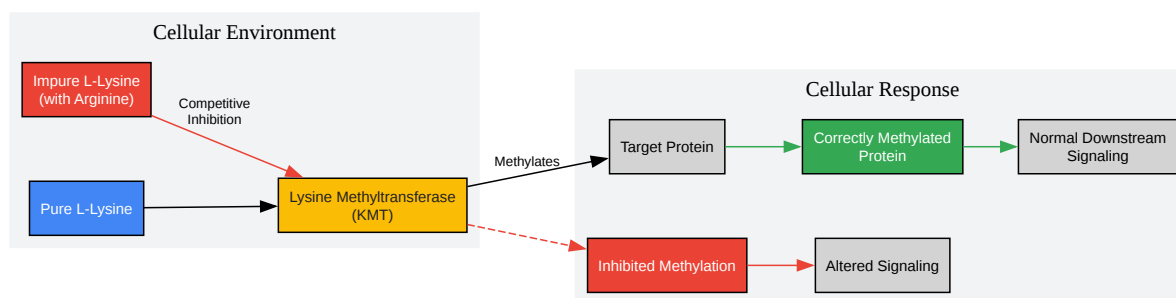 Cellular Environment
Impure L-Lysine
(with Arginine)
Competitive
Inhibition
Pure L-Lysine
Lysine Methyltransferase
(KMT)
Methylates
Cellular Response
Target Protein
Correctly Methylated
Protein
Normal Downstream
Signaling
Inhibited Methylation
Altered Signaling